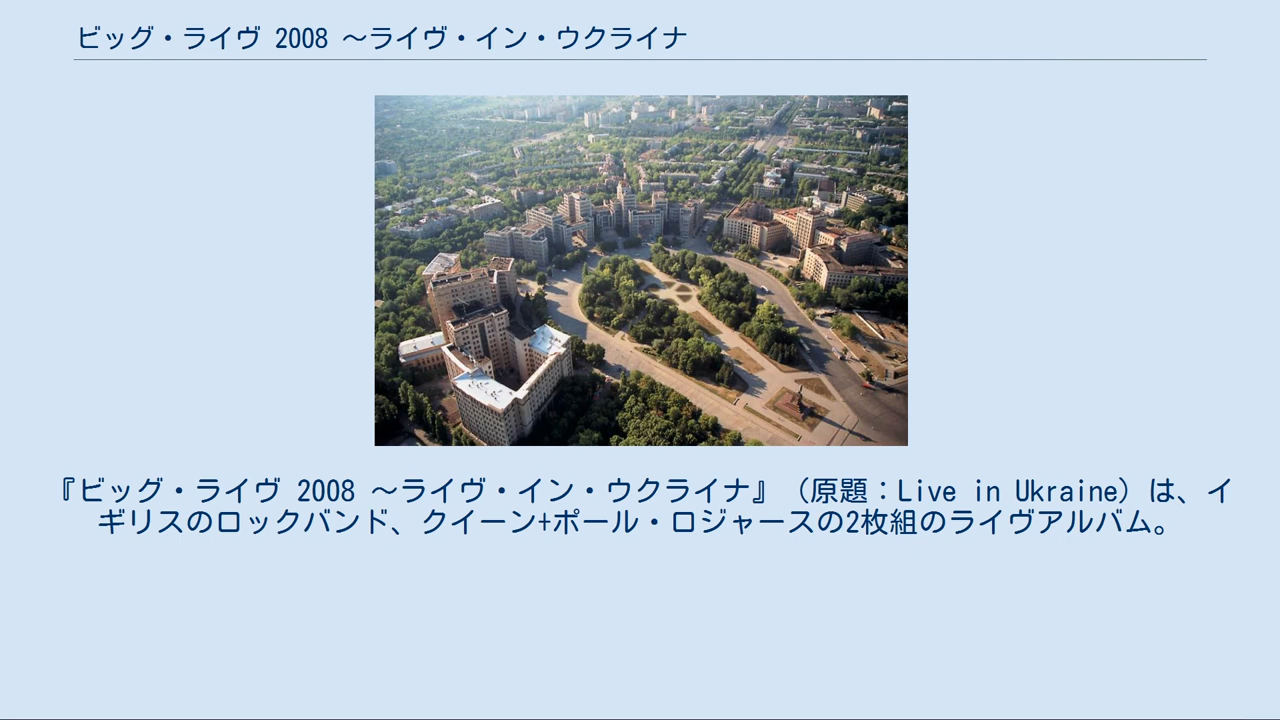 ビッグ・ライヴ 2008 〜ライヴ・イン・ウクライナ
『ビッグ・ライヴ 2008 〜ライヴ・イン・ウクライナ』（原題：Live in Ukraine）は、イ
ギリスのロックバンド、クイーン+ポール・ロジャースの2枚組のライヴアルバム。